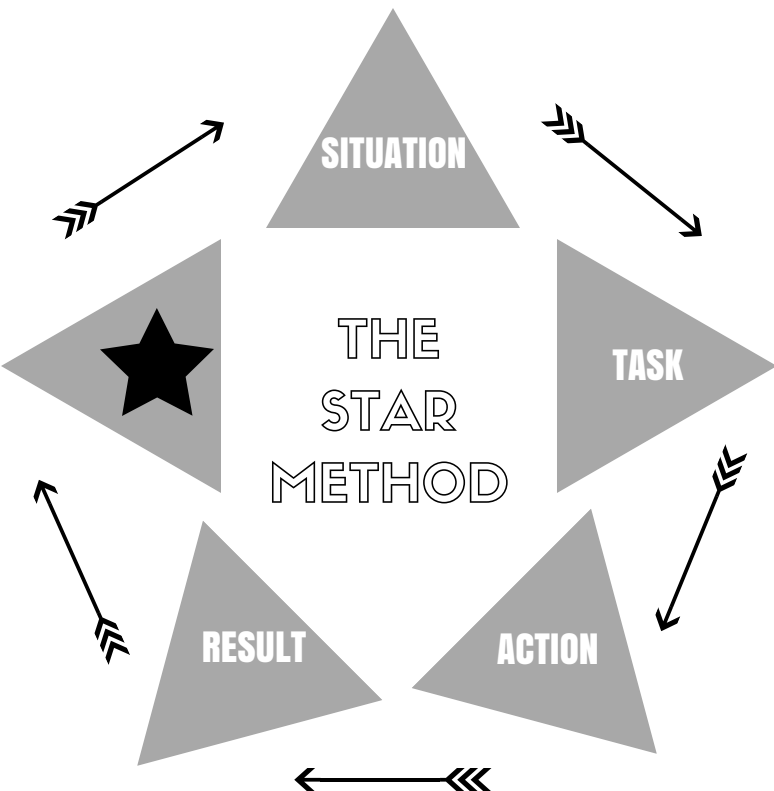 SITUATION
THE
STAR
METHOD
TASK
ACTION
RESULT